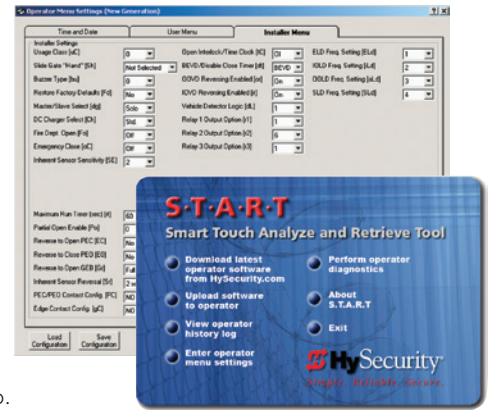 Operator Menu Settings (New Generation)
Time and Date User Menu Installer Menu
Installer Settings
Usage Class [uC] 0 Open Interlock/Time Clock [IC] OI ELD Freq. Setting [ELd] 1
Slide Gate "Hand" [Sh] Not Selected BEVD/Disable Close Timer [dt] BEVD IOLD Freq. Setting [iLd] 2
Buzzer Type [bu] 0 OOVD Reversing Enabled [or] On OOLD Freq. Setting [oLd] 3
Restore Factory Defaults [Fd] No IOVD Reversing Enabled [ir] On SLD Freq. Setting [SLd] 4
Master/Slave Select [dg] Solo Vehicle Detector Logic [dL] 1
DC Charger Select [Ch] Std. Relay 1 Output Option [r1] 1
Fire Dept. Open [Fo] Off Relay 2 Output Option [r2] 6
Emergency Close [oC] Off Relay 3 Output Option [r3] 1
Inherent Sensor Sensitivity [SE] 2
Maximum Run Timer (sec) [rt] 60
Partial Open Enable [Po] 0
Reverse to Open PEC [EC] No
Reverse to Close PEO [EO] No
Reverse to Open GEB [Gr] Full
Inherent Sensor Reversal [Sr]
PEC/PEO Contact Config. [PC] NO
Edge Contact Config. [gC] NO
Load Configuration Save Configuration
S·T·A·R·T
Smart Touch Analyze and Retrieve Tool
Download latest
operator software
from HySecurity.com
Upload software
to operator
View operator
history log
Enter operator
menu settings
Perform operator
diagnostics
About
S.T.A.R.T
Exit
HySecurity
Simple. Reliable. Secure.
o.